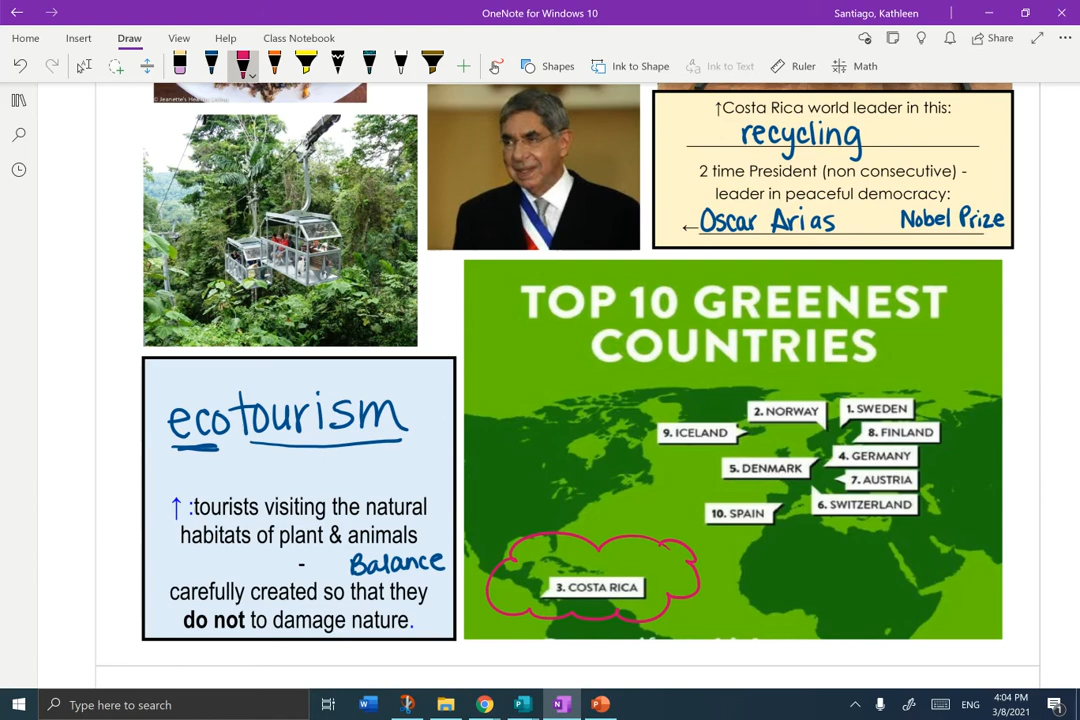 OneNote for Windows 10
Santiago, Kathleen
Home Insert Draw View Help Class Notebook
Share
Shapes Ink to Shape Ink to Text Ruler Math
↑Costa Rica world leader in this:
recycling
2 time President (non consecutive) -
leader in peaceful democracy:
←Oscar Arias Nobel Prize
TOP 10 GREENEST
COUNTRIES
2. NORWAY 1. SWEDEN
9. ICELAND 8. FINLAND
5. DENMARK 4. GERMANY
7. AUSTRIA
10. SPAIN 6. SWITZERLAND
3. COSTA RICA
ecotourism
↑ :tourists visiting the natural
habitats of plant & animals
- Balance
carefully created so that they
do not to damage nature.
Type here to search
ENG
4:04 PM
3/8/2021